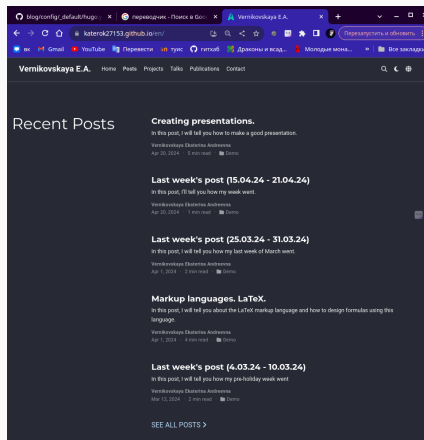 blog/config/_default/hugo.y
переводчик - Поиск в Goo
Vernikovskaya E.A.
katerok27153.github.io/en/
Перезапустить и обновить
вк
Gmail
YouTube
Перевести
туис
гитхаб
Драконы и всад...
Молодые мона...
Все закладки
Vernikovskaya E.A.
Home Posts Projects Talks Publications Contact
Recent Posts
Creating presentations.
In this post, I will tell you how to make a good presentation.
Vernikovskaya Ekaterina Andreevna
Apr 20, 2024 · 5 min read · Demo
Last week's post (15.04.24 - 21.04.24)
In this post, I'll tell you how my week went.
Vernikovskaya Ekaterina Andreevna
Apr 20, 2024 · 1 min read · Demo
Last week's post (25.03.24 - 31.03.24)
In this post, I will tell you how my last week of March went.
Vernikovskaya Ekaterina Andreevna
Apr 1, 2024 · 2 min read · Demo
Markup languages. LaTeX.
In this post, I will tell you about the LaTeX markup language and how to design formulas using this
language.
Vernikovskaya Ekaterina Andreevna
Apr 1, 2024 · 4 min read · Demo
Last week's post (4.03.24 - 10.03.24)
In this post, I will tell you how my pre-holiday week went
Vernikovskaya Ekaterina Andreevna
Mar 12, 2024 · 2 min read · Demo
SEE ALL POSTS